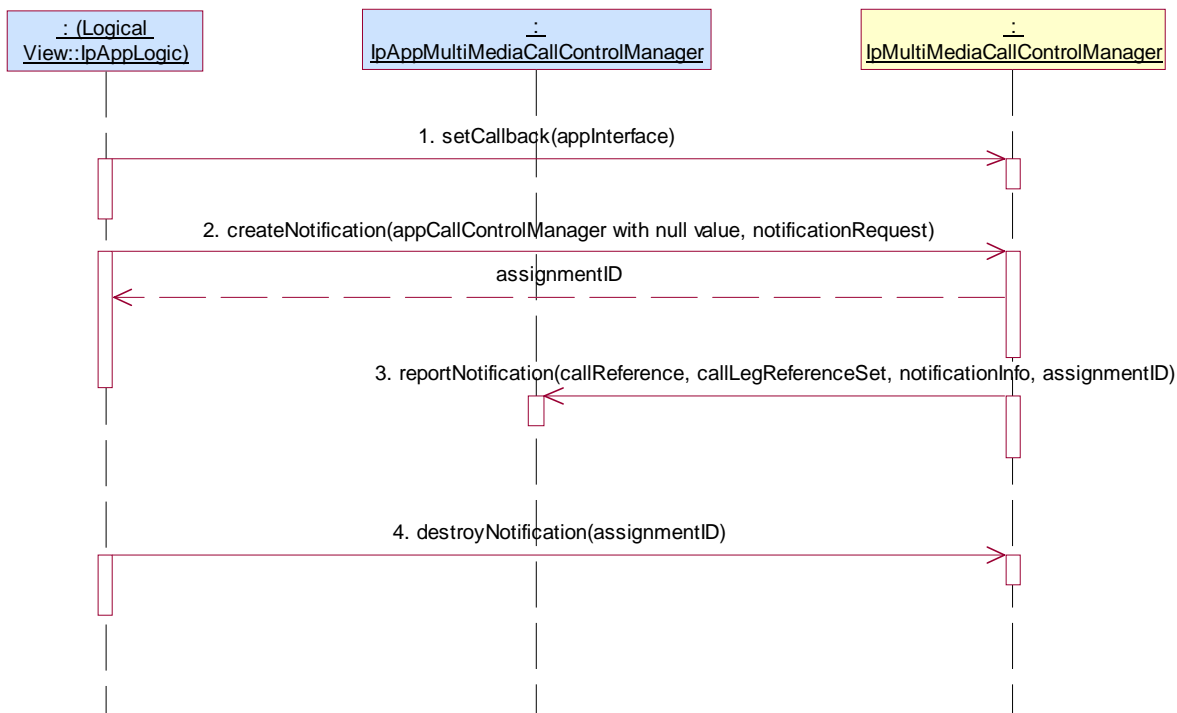 : (Logical
View::IpAppLogic)
:
IpAppMultiMediaCallControlManager
:
IpMultiMediaCallControlManager
1. setCallback(appInterface)
2. createNotification(appCallControlManager with null value, notificationRequest)
assignmentID
3. reportNotification(callReference, callLegReferenceSet, notificationInfo, assignmentID)
4. destroyNotification(assignmentID)